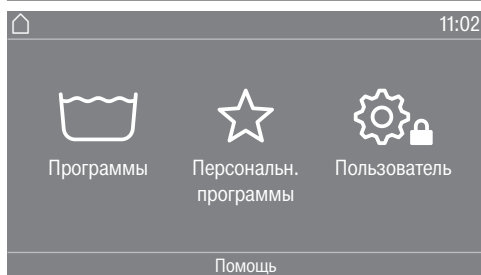 11:02
Программы
Персональн.
программы
Пользователь
Помощь